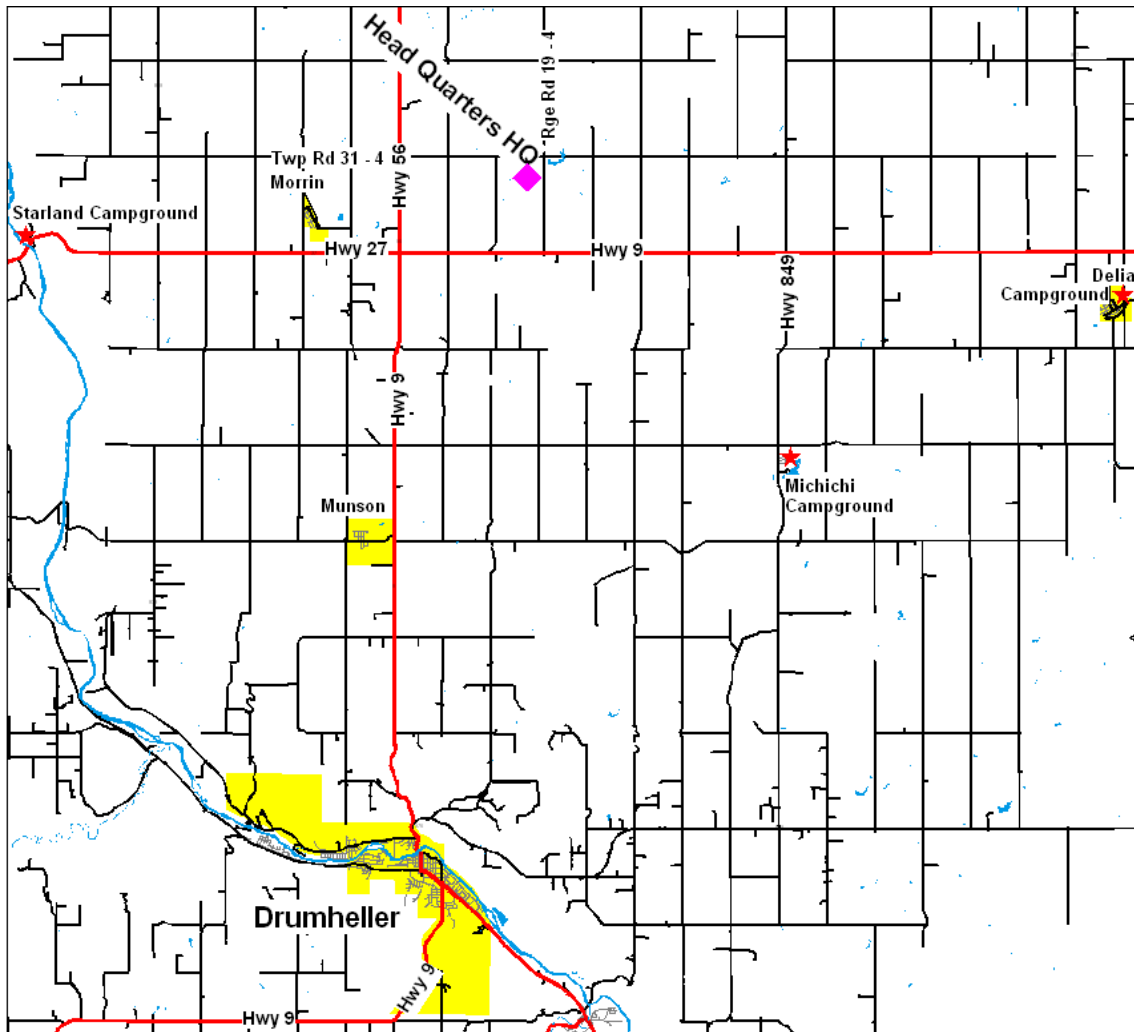 Head Quarters HQ
Rge Rd 19 - 4
Hwy 56
Twp Rd 31 - 4
Morrin
Starland Campground
Hwy 27
Hwy 9
Hwy 849
Delia
Campground
Hwy 9
Michichi
Campground
Munson
Drumheller
Hwy 9
Hwy 9